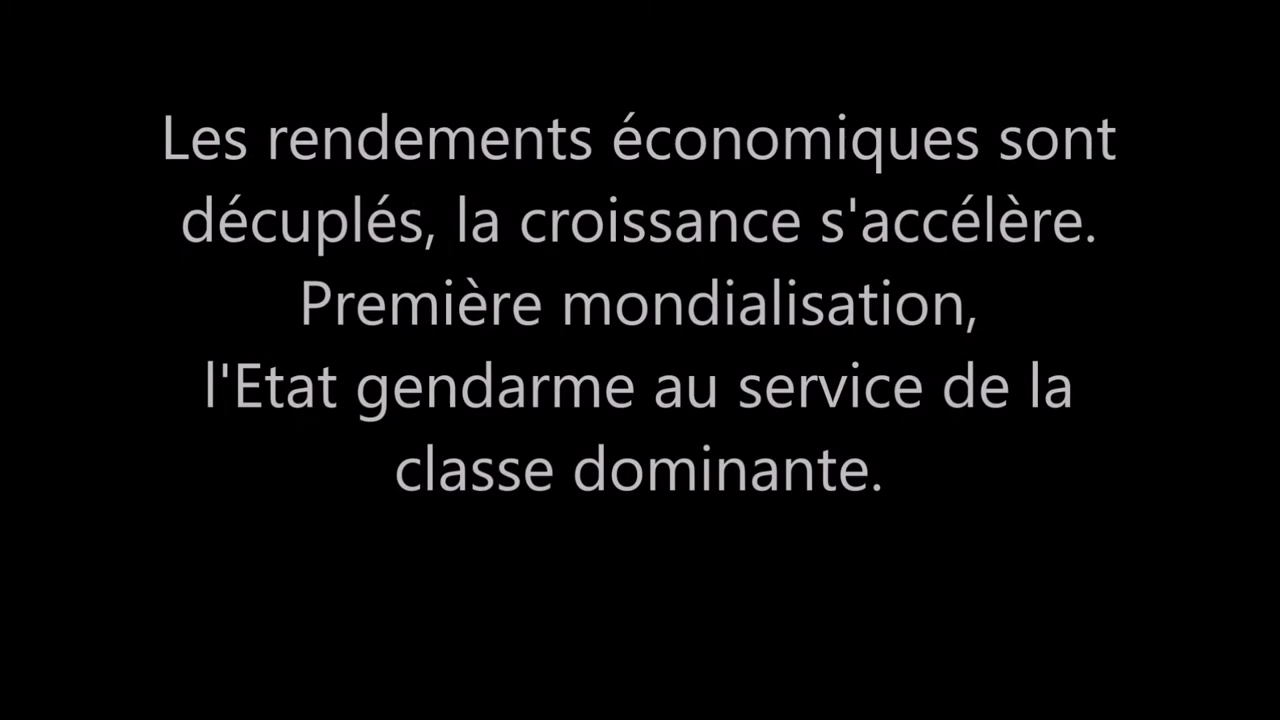 Les rendements économiques sont
décuplés, la croissance s'accélère.
Première mondialisation,
l'Etat gendarme au service de la
classe dominante.